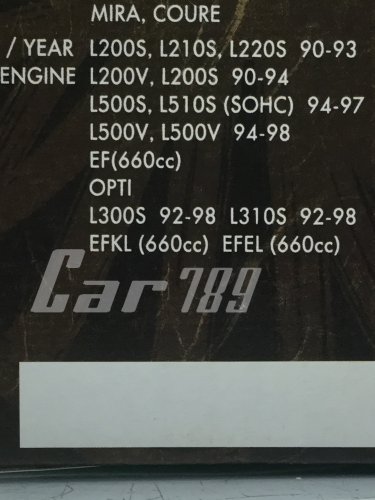 MIRA, COURE
/ YEAR L200S, L210S, L220S 90-93
ENGINE L200V, L200S 90-94
L500S, L510S (SOHC) 94-97
L500V, L500V 94-98
EF(660cc)
OPTI
L300S 92-98 L310S 92-98
EFKL (660cc) EFEL (660cc)
Car 789